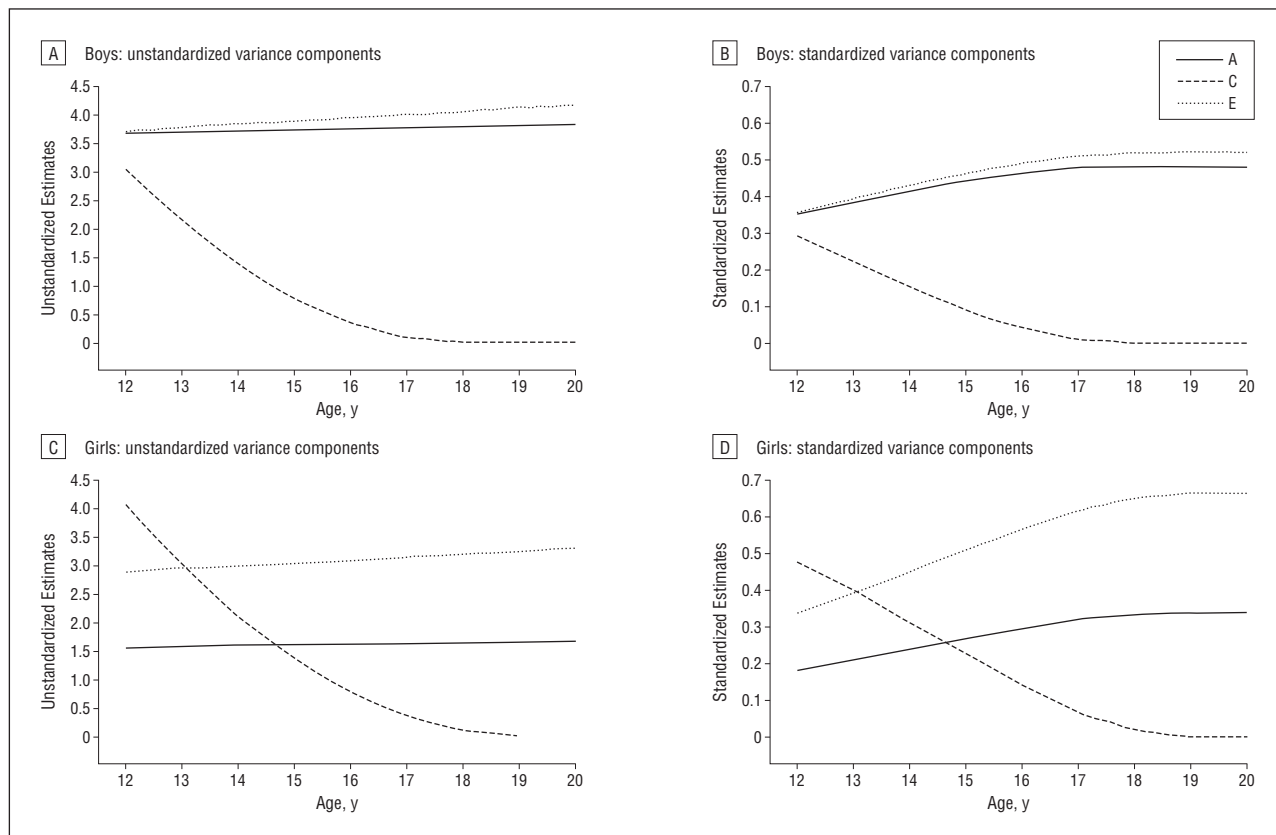 A Boys: unstandardized variance components
4.5
4.0
3.5
3.0
2.5
2.0
1.5
1.0
0.5
0
Unstandardized Estimates
12 13 14 15 16 17 18 19 20
Age, y
B Boys: standardized variance components
A
C
E
0.7
0.6
0.5
0.4
0.3
0.2
0.1
0
Standardized Estimates
12 13 14 15 16 17 18 19 20
Age, y
C Girls: unstandardized variance components
4.5
4.0
3.5
3.0
2.5
2.0
1.5
1.0
0.5
0
Unstandardized Estimates
12 13 14 15 16 17 18 19 20
Age, y
D Girls: standardized variance components
0.7
0.6
0.5
0.4
0.3
0.2
0.1
0
Standardized Estimates
12 13 14 15 16 17 18 19 20
Age, y